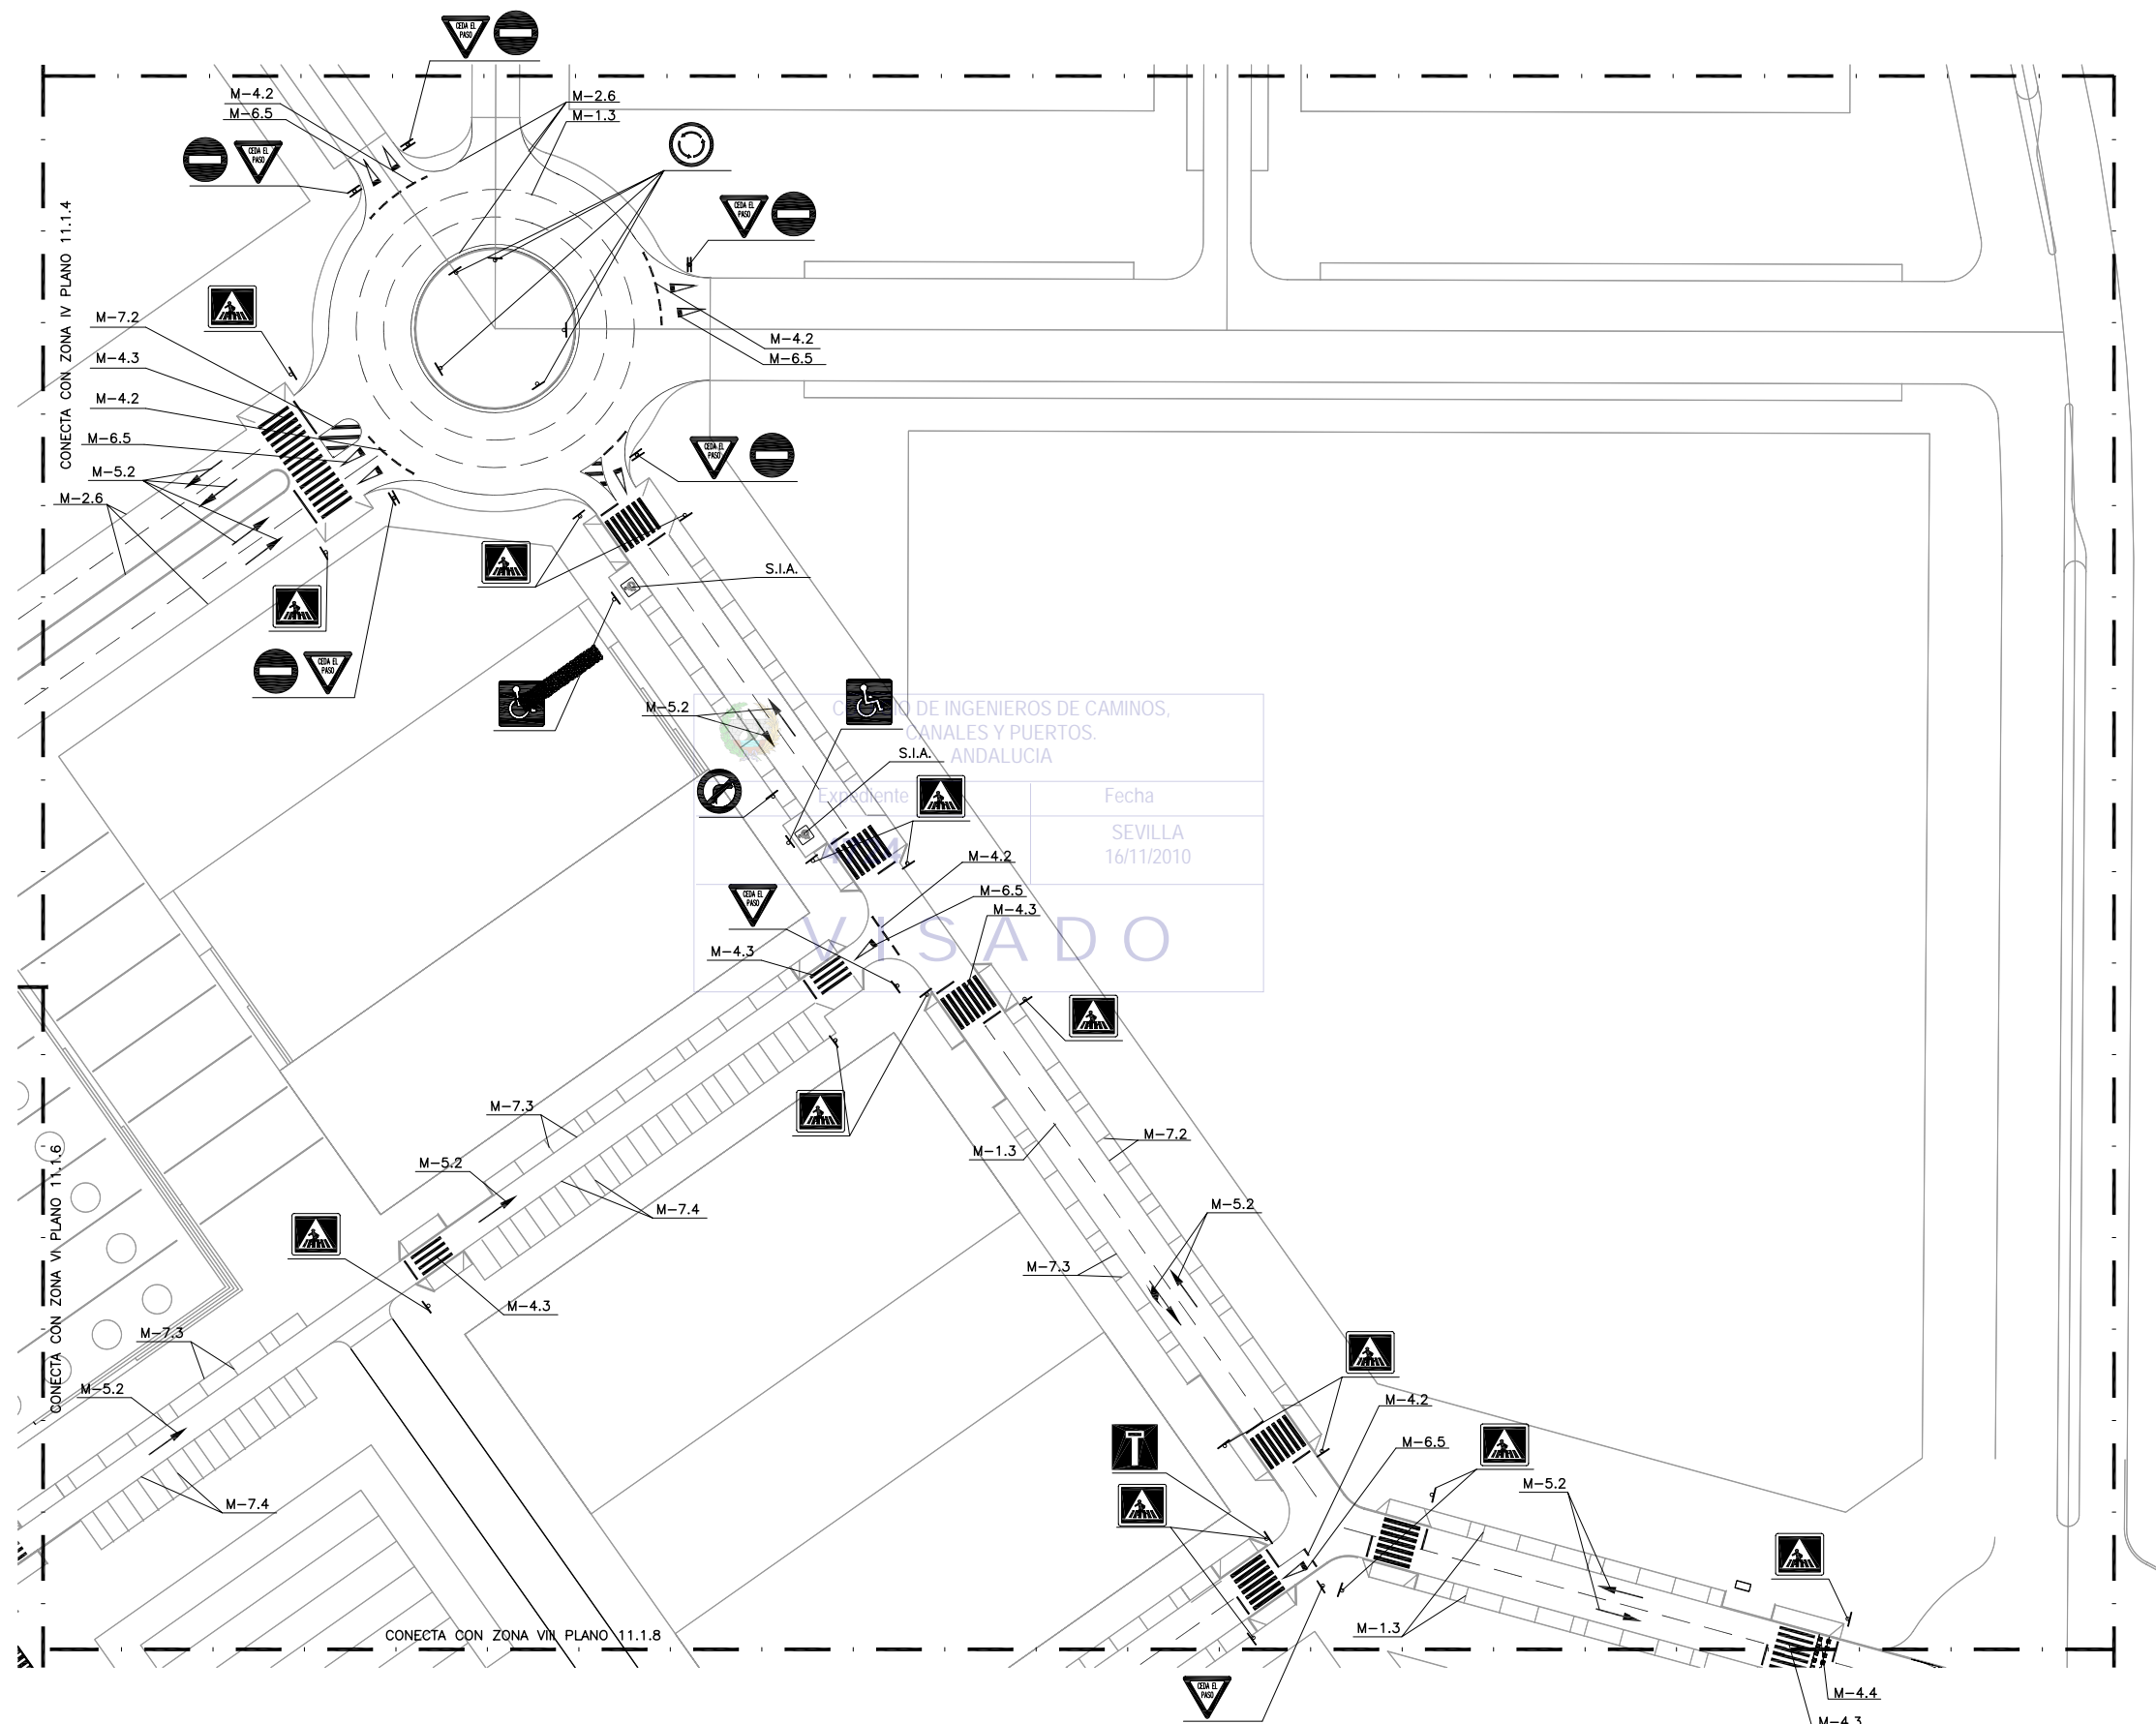 CEDA EL
PASO
M-4.2
M-6.5
M-2.6
M-1.3
CEDA EL
PASO
CEDA EL
PASO
CONECTA CON ZONA IV PLANO 11.1.4
M-7.2
M-4.3
M-4.2
M-6.5
M-5.2
M-2.6
M-4.2
M-6.5
CEDA EL
PASO
S.I.A.
CEDA EL
PASO
M-5.2
DE INGENIEROS DE CAMINOS,
CANALES Y PUERTOS.
ANDALUCIA
S.I.A.
Expediente
Fecha
SEVILLA
16/11/2010
M-4.2
M-6.5
M-4.3
CEDA EL
PASO
VISADO
M-4.3
M-7.3
M-5.2
M-7.4
M-1.3
M-7.2
M-5.2
M-7.3
M-4.3
CONECTA CON ZONA VI PLANO 11.1.6
M-7.3
M-5.2
M-7.4
M-4.2
M-6.5
M-5.2
M-1.3
CONECTA CON ZONA VIII PLANO 11.1.8
CEDA EL
PASO
M-4.4
M-4.3